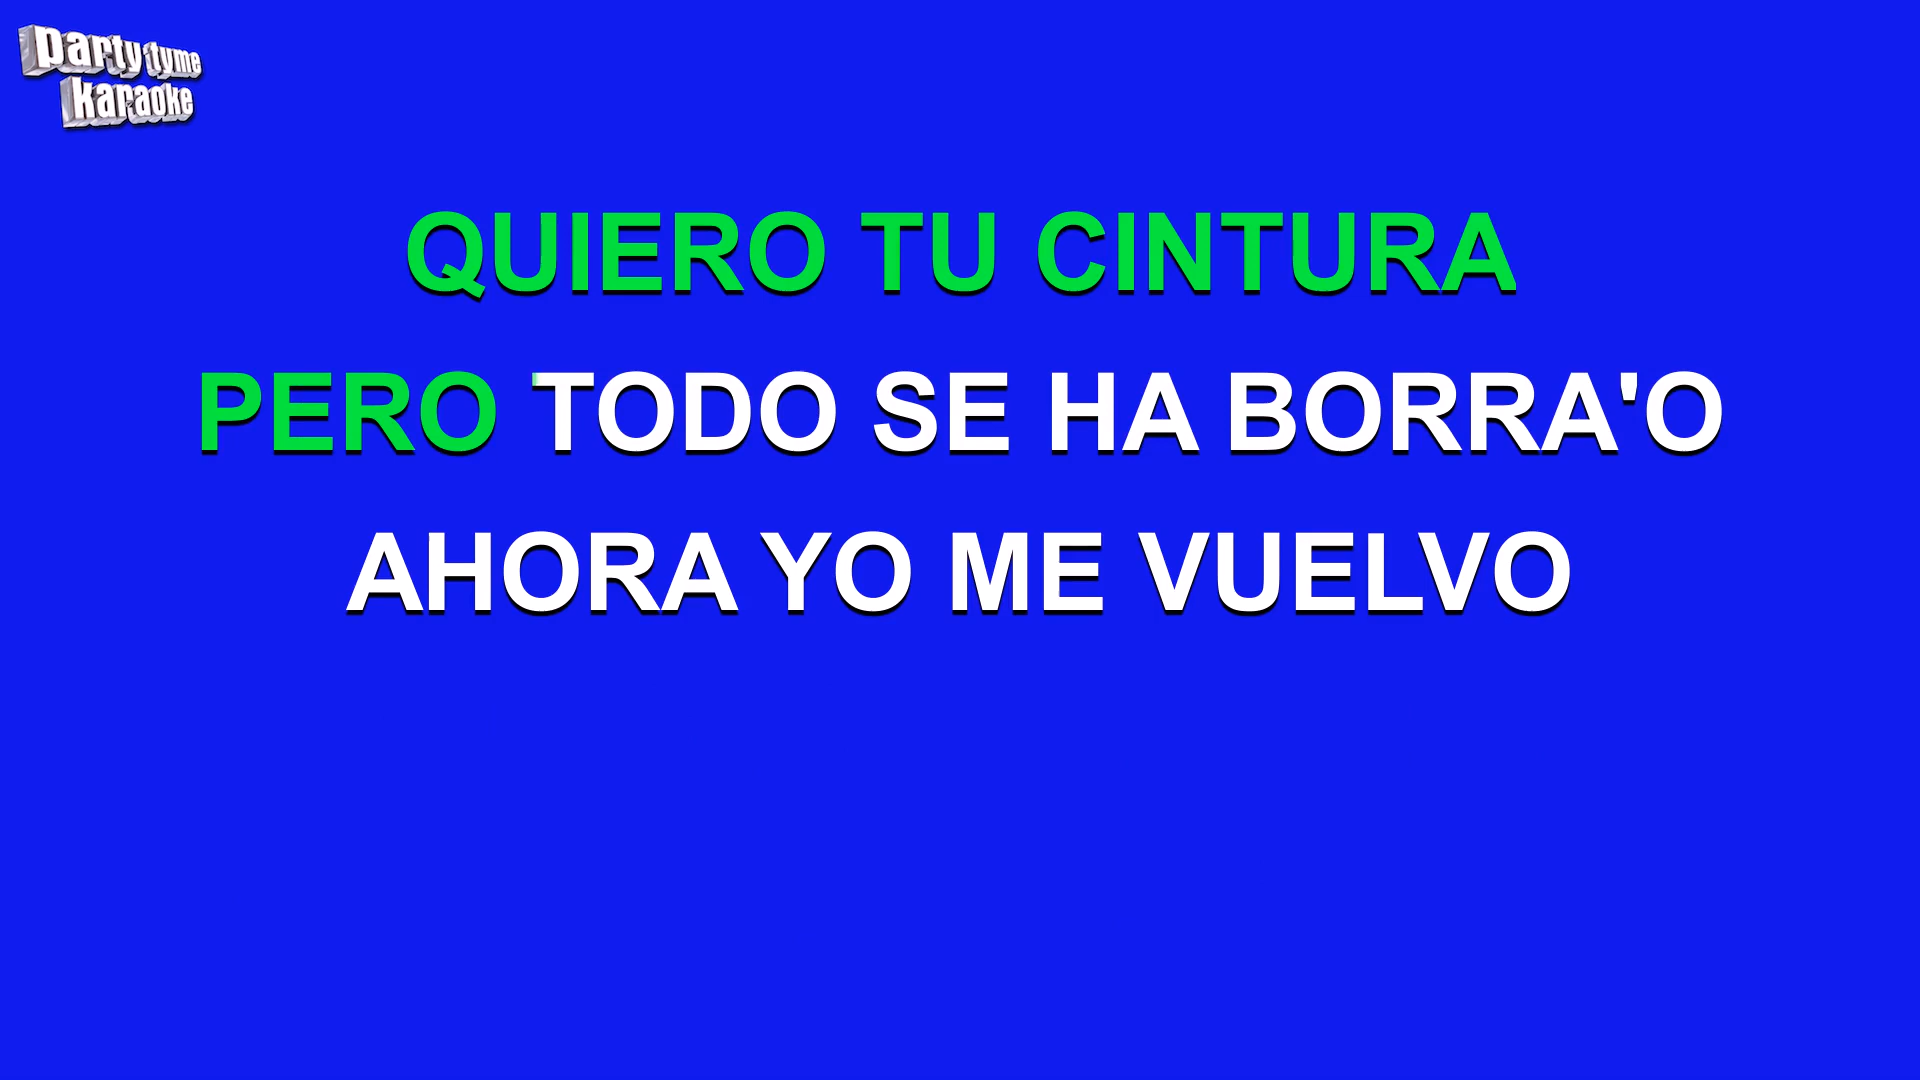 party tyme
karaoke
QUIERO TU CINTURA
PERO TODO SE HA BORRA'O
AHORA YO ME VUELVO